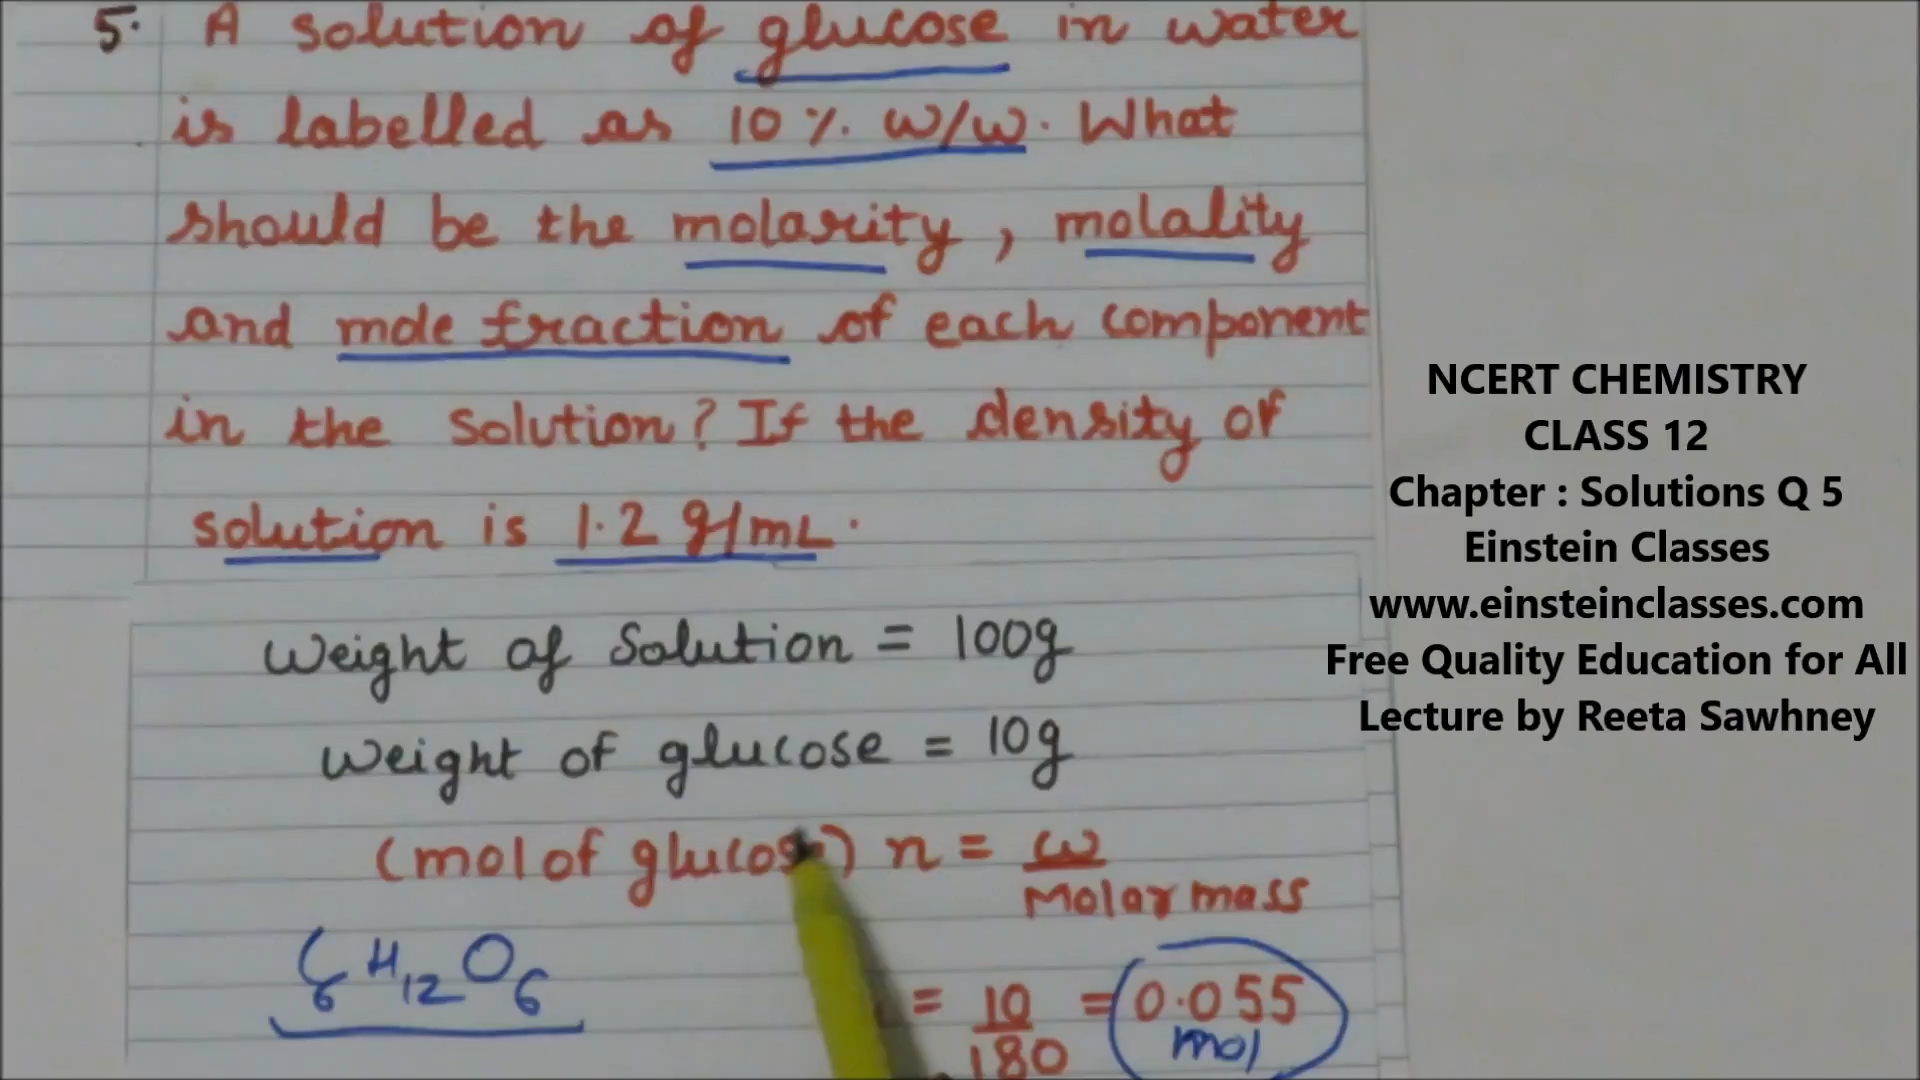 5. A solution of glucose in water
is labelled as 10 % w/w. What
should be the molarity, molality
and mole fraction of each component
in the solution? If the density of
solution is 1.2 g/mL.
Weight of Solution = 100g
Weight of glucose = 10g
(mol of glucose) n = w
Molar mass
C6H12O6
= 10 = 0.055
180 mol
NCERT CHEMISTRY
CLASS 12
Chapter : Solutions Q 5
Einstein Classes
www.einsteinclasses.com
Free Quality Education for All
Lecture by Reeta Sawhney